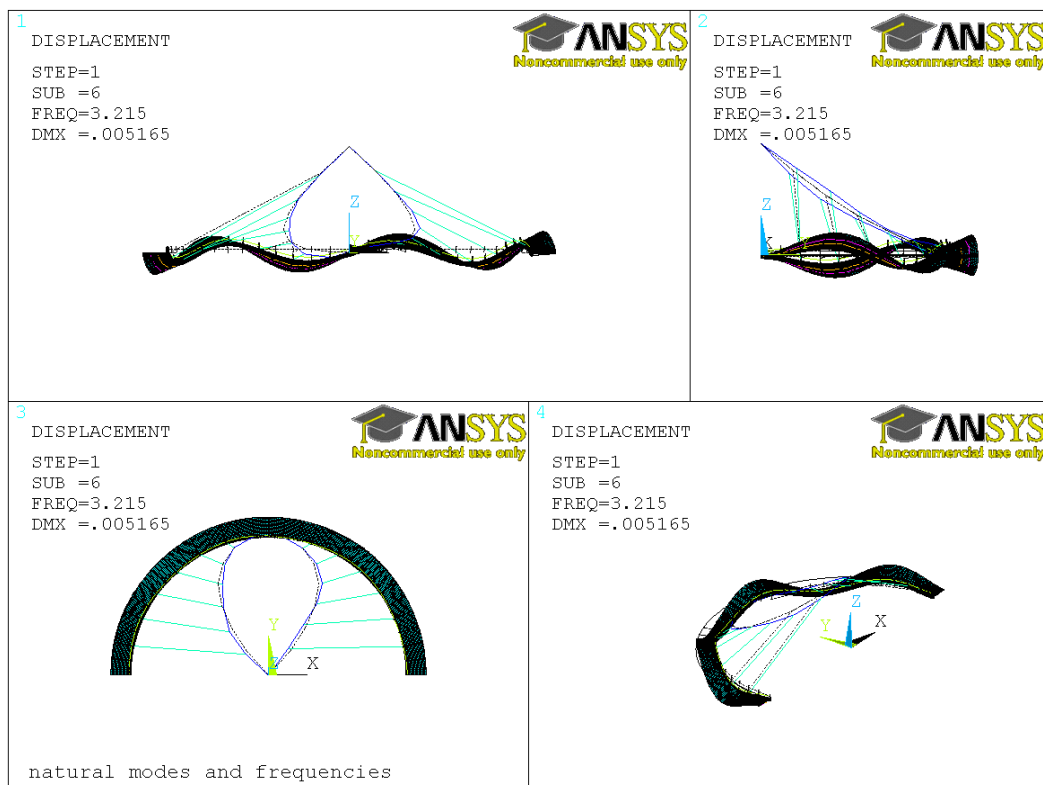 1
DISPLACEMENT
STEP=1
SUB =6
FREQ=3.215
DMX =.005165
ANSYS
Noncommercial use only
Z
Y
2
DISPLACEMENT
STEP=1
SUB =6
FREQ=3.215
DMX =.005165
ANSYS
Noncommercial use only
Z
X
Y
3
DISPLACEMENT
STEP=1
SUB =6
FREQ=3.215
DMX =.005165
ANSYS
Noncommercial use only
Y
Z
X
natural modes and frequencies
4
DISPLACEMENT
STEP=1
SUB =6
FREQ=3.215
DMX =.005165
ANSYS
Noncommercial use only
Z
Y
X